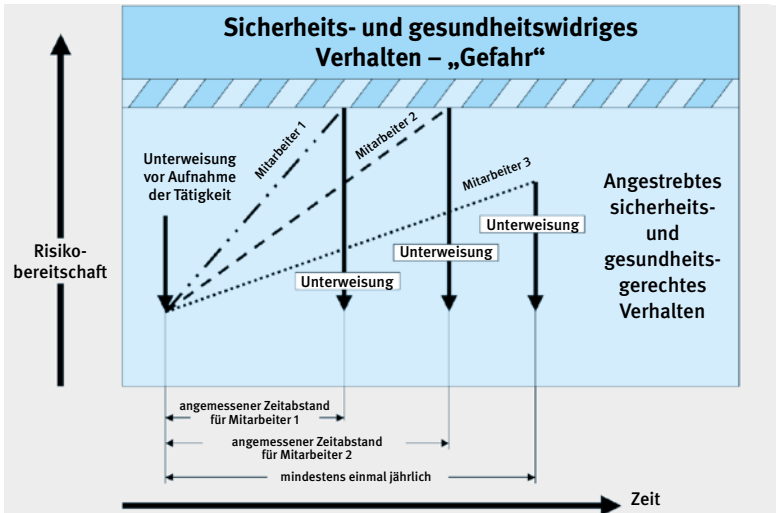 Sicherheits- und gesundheitswidriges
Verhalten – „Gefahr“
Unterweisung
vor Aufnahme
der Tätigkeit
Mitarbeiter 1
Mitarbeiter 2
Mitarbeiter 3
Angestrebtes
sicherheits-
und
gesundheits-
gerechtes
Verhalten
Risiko-
bereitschaft
Unterweisung
Unterweisung
Unterweisung
angemessener Zeitabstand
für Mitarbeiter 1
angemessener Zeitabstand
für Mitarbeiter 2
mindestens einmal jährlich
Zeit